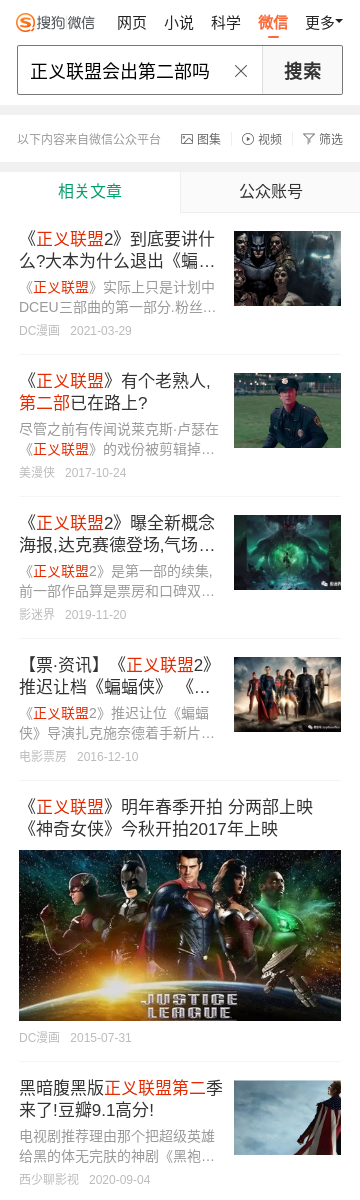 搜狗 微信 网页 小说 科学 微信 更多
正义联盟会出第二部吗 搜索
以下内容来自微信公众平台 图集 视频 筛选
相关文章 公众账号
《正义联盟2》到底要讲什
么?大本为什么退出《蝙...
《正义联盟》实际上只是计划中
DCEU三部曲的第一部分.粉丝...
DC漫画 2021-03-29
《正义联盟》有个老熟人,
第二部已在路上?
尽管之前有传闻说莱克斯·卢瑟在
《正义联盟》的戏份被剪辑掉...
美漫侠 2017-10-24
《正义联盟2》曝全新概念
海报,达克赛德登场,气场...
《正义联盟2》是第一部的续集,
前一部作品算是票房和口碑双...
影迷界
影迷界 2019-11-20
【票·资讯】《正义联盟2》
推迟让档《蝙蝠侠》《...
《正义联盟2》推迟让位《蝙蝠
侠》导演扎克施奈德着手新片...
电影票房 2016-12-10
《正义联盟》明年春季开拍 分两部上映
《神奇女侠》今秋开拍2017年上映
JUSTICE
LEAGUE
DC漫画 2015-07-31
黑暗腹黑版正义联盟第二季
来了!豆瓣9.1高分!
电视剧推荐理由那个把超级英雄
给黑的体无完肤的神剧《黑袍...
西少聊影视 2020-09-04